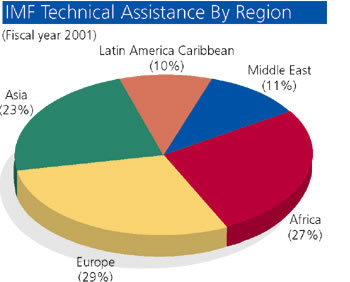 IMF Technical Assistance By Region
(Fiscal year 2001)
Latin America Caribbean
(10%)
Middle East
(11%)
Asia
(23%)
Africa
(27%)
Europe
(29%)